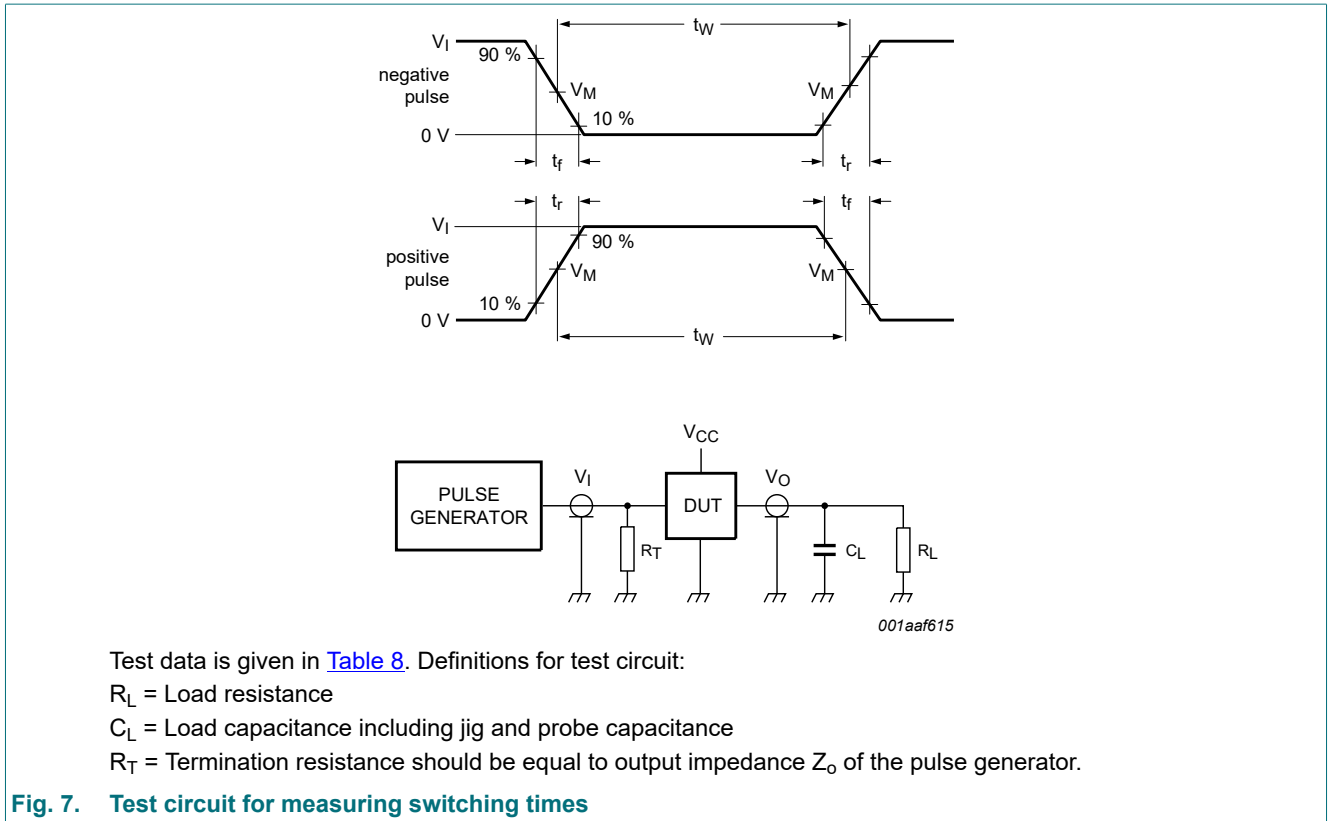 tW
VI
90 %
negative
pulse
VM
VM
10 %
0 V
tf
tr
tr
tf
VI
90 %
positive
pulse
VM
VM
10 %
0 V
tW
VCC
VI
VO
PULSE
GENERATOR
DUT
RT
CL
RL
001aaf615
Test data is given in Table 8. Definitions for test circuit:
RL = Load resistance
CL = Load capacitance including jig and probe capacitance
RT = Termination resistance should be equal to output impedance Zo of the pulse generator.
Fig. 7. Test circuit for measuring switching times